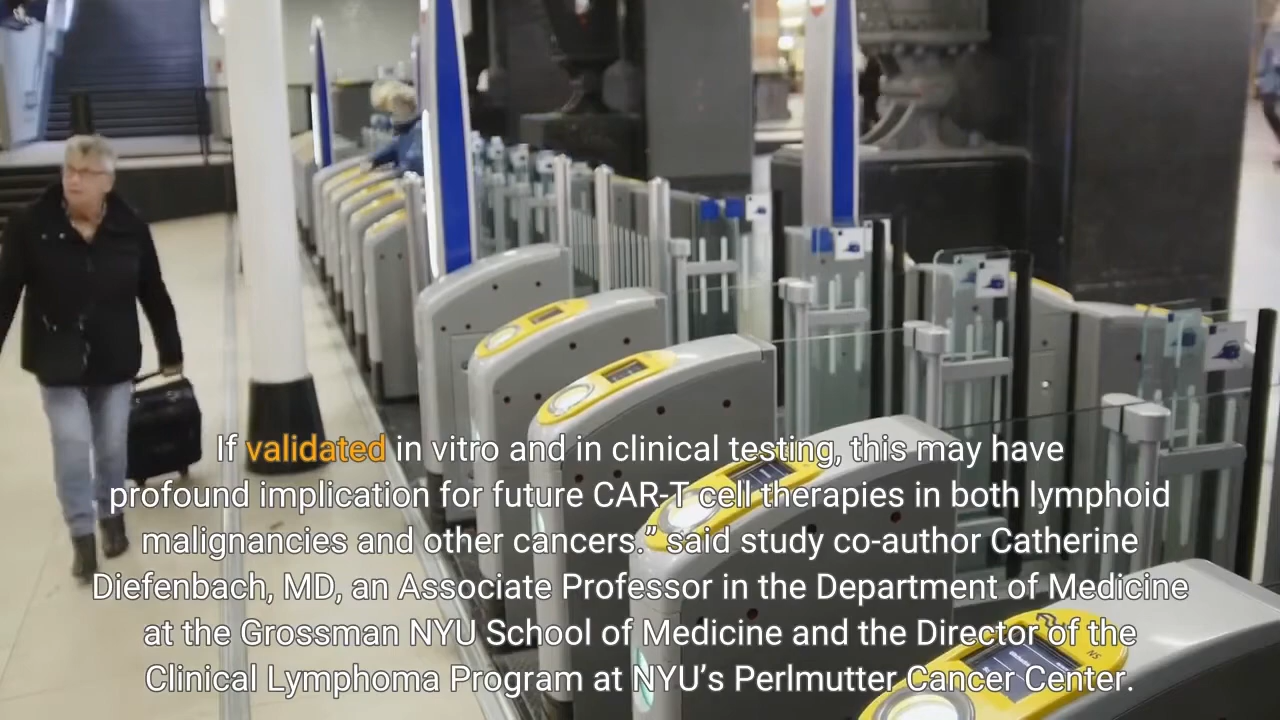 If validated in vitro and in clinical testing, this may have
profound implication for future CAR-T cell therapies in both lymphoid
malignancies and other cancers.” said study co-author Catherine
Diefenbach, MD, an Associate Professor in the Department of Medicine
at the Grossman NYU School of Medicine and the Director of the
Clinical Lymphoma Program at NYU’s Perlmutter Cancer Center.
NS